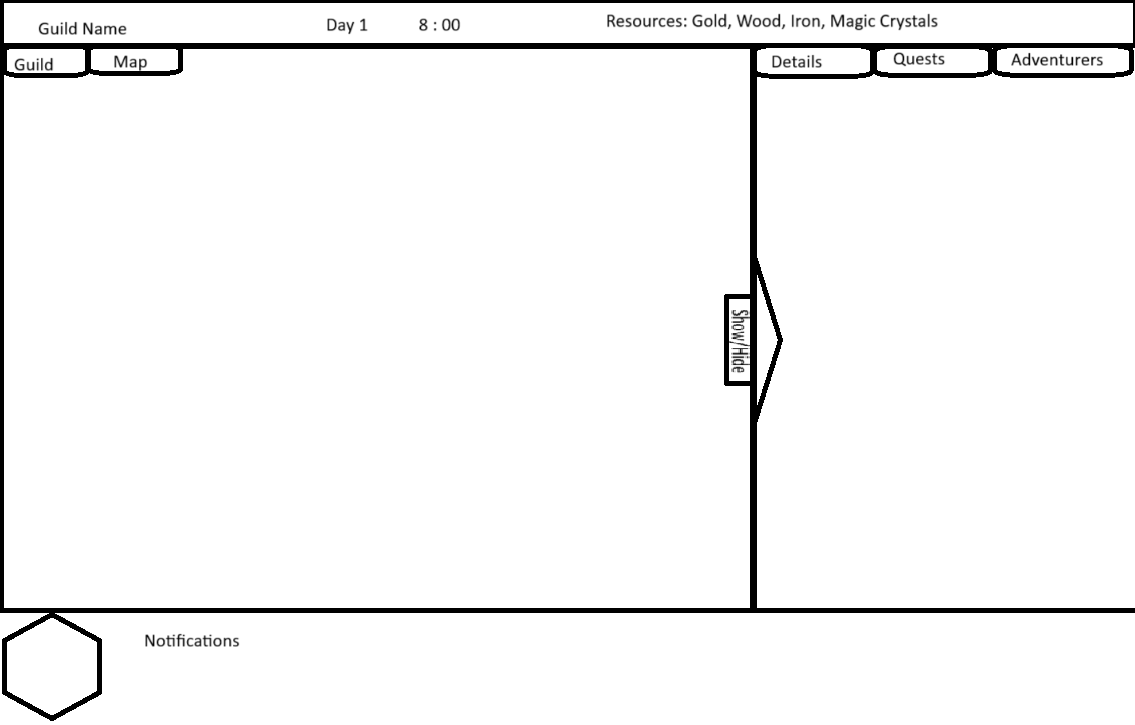 Guild Name
Day 1
8 : 00
Resources: Gold, Wood, Iron, Magic Crystals
Guild
Map
Details
Quests
Adventurers
Show/Hide
Notifications